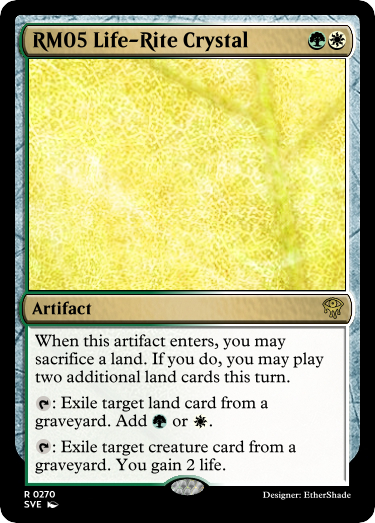 RM05 Life-Rite Crystal
Artifact
When this artifact enters, you may
sacrifice a land. If you do, you may play
two additional land cards this turn.
: Exile target land card from a
graveyard. Add or .
: Exile target creature card from a
graveyard. You gain 2 life.
R 0270
SVE
Designer: EtherShade